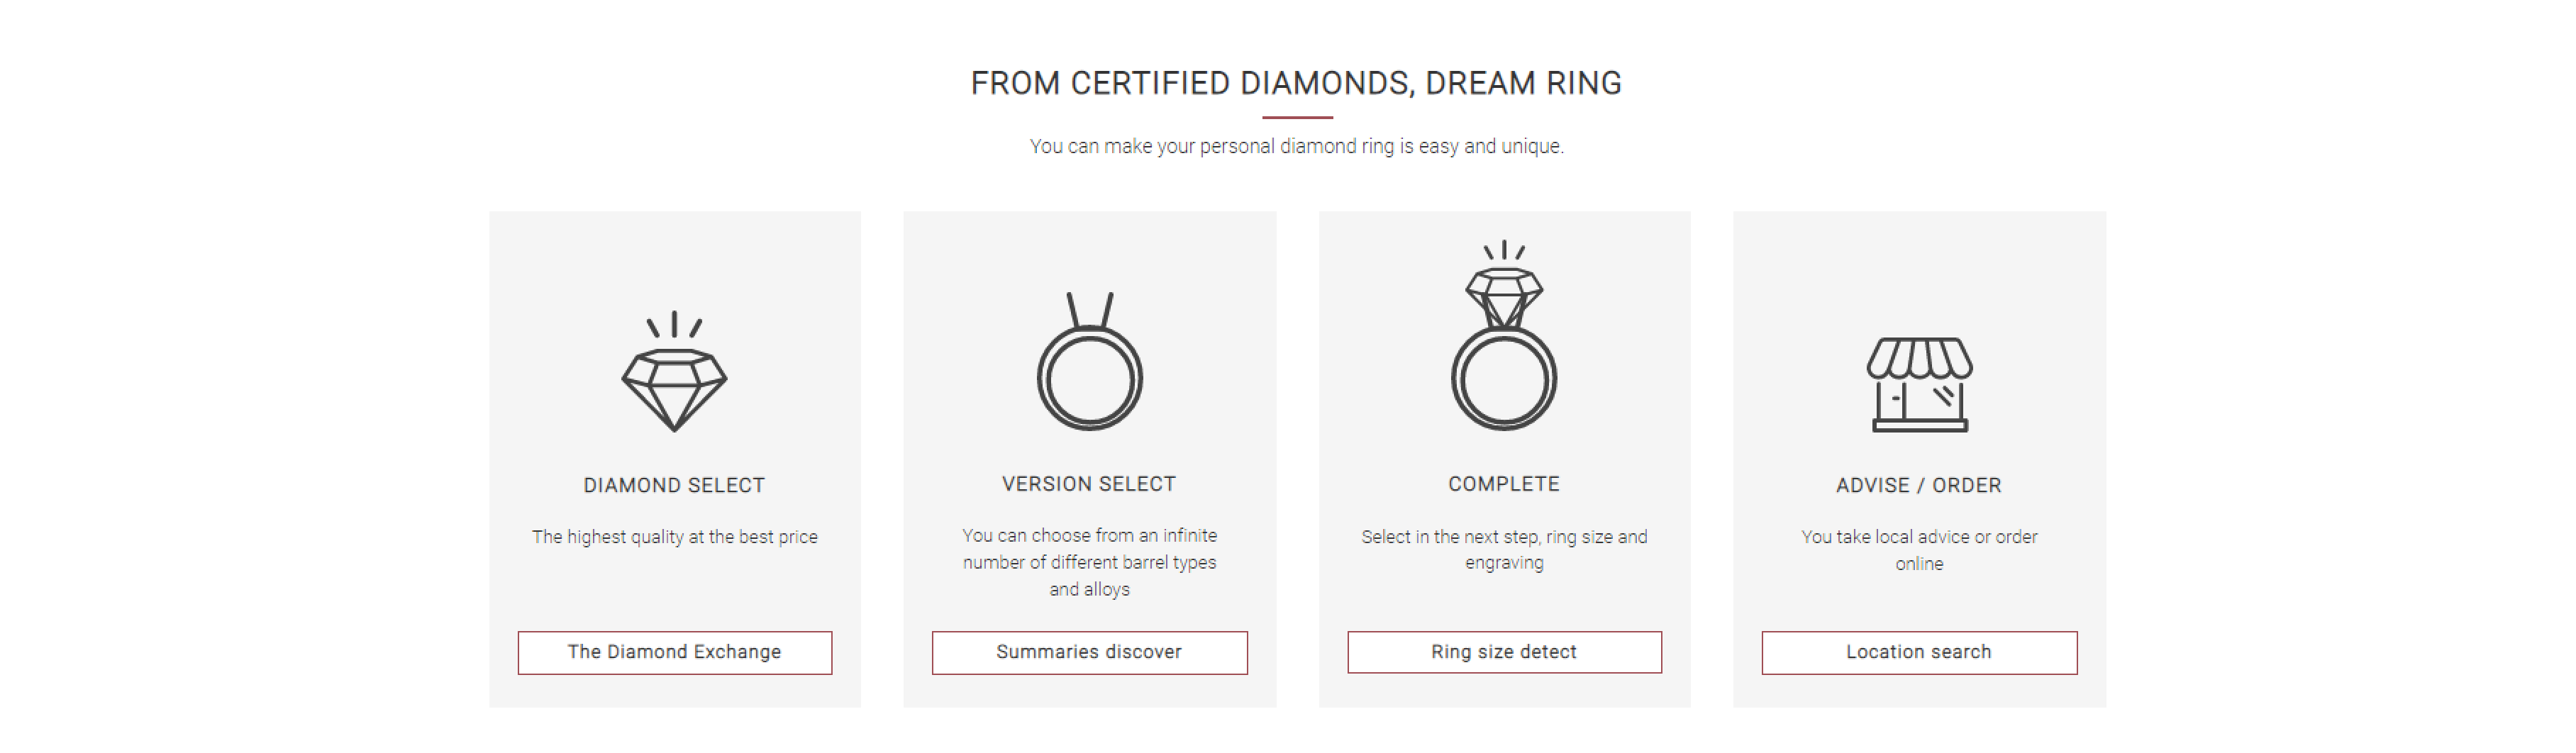 FROM CERTIFIED DIAMONDS, DREAM RING
You can make your personal diamond ring is easy and unique.
DIAMOND SELECT
The highest quality at the best price
The Diamond Exchange
VERSION SELECT
You can choose from an infinite
number of different barrel types
and alloys
Summaries discover
COMPLETE
Select in the next step, ring size and
engraving
Ring size detect
ADVISE / ORDER
You take local advice or order
online
Location search